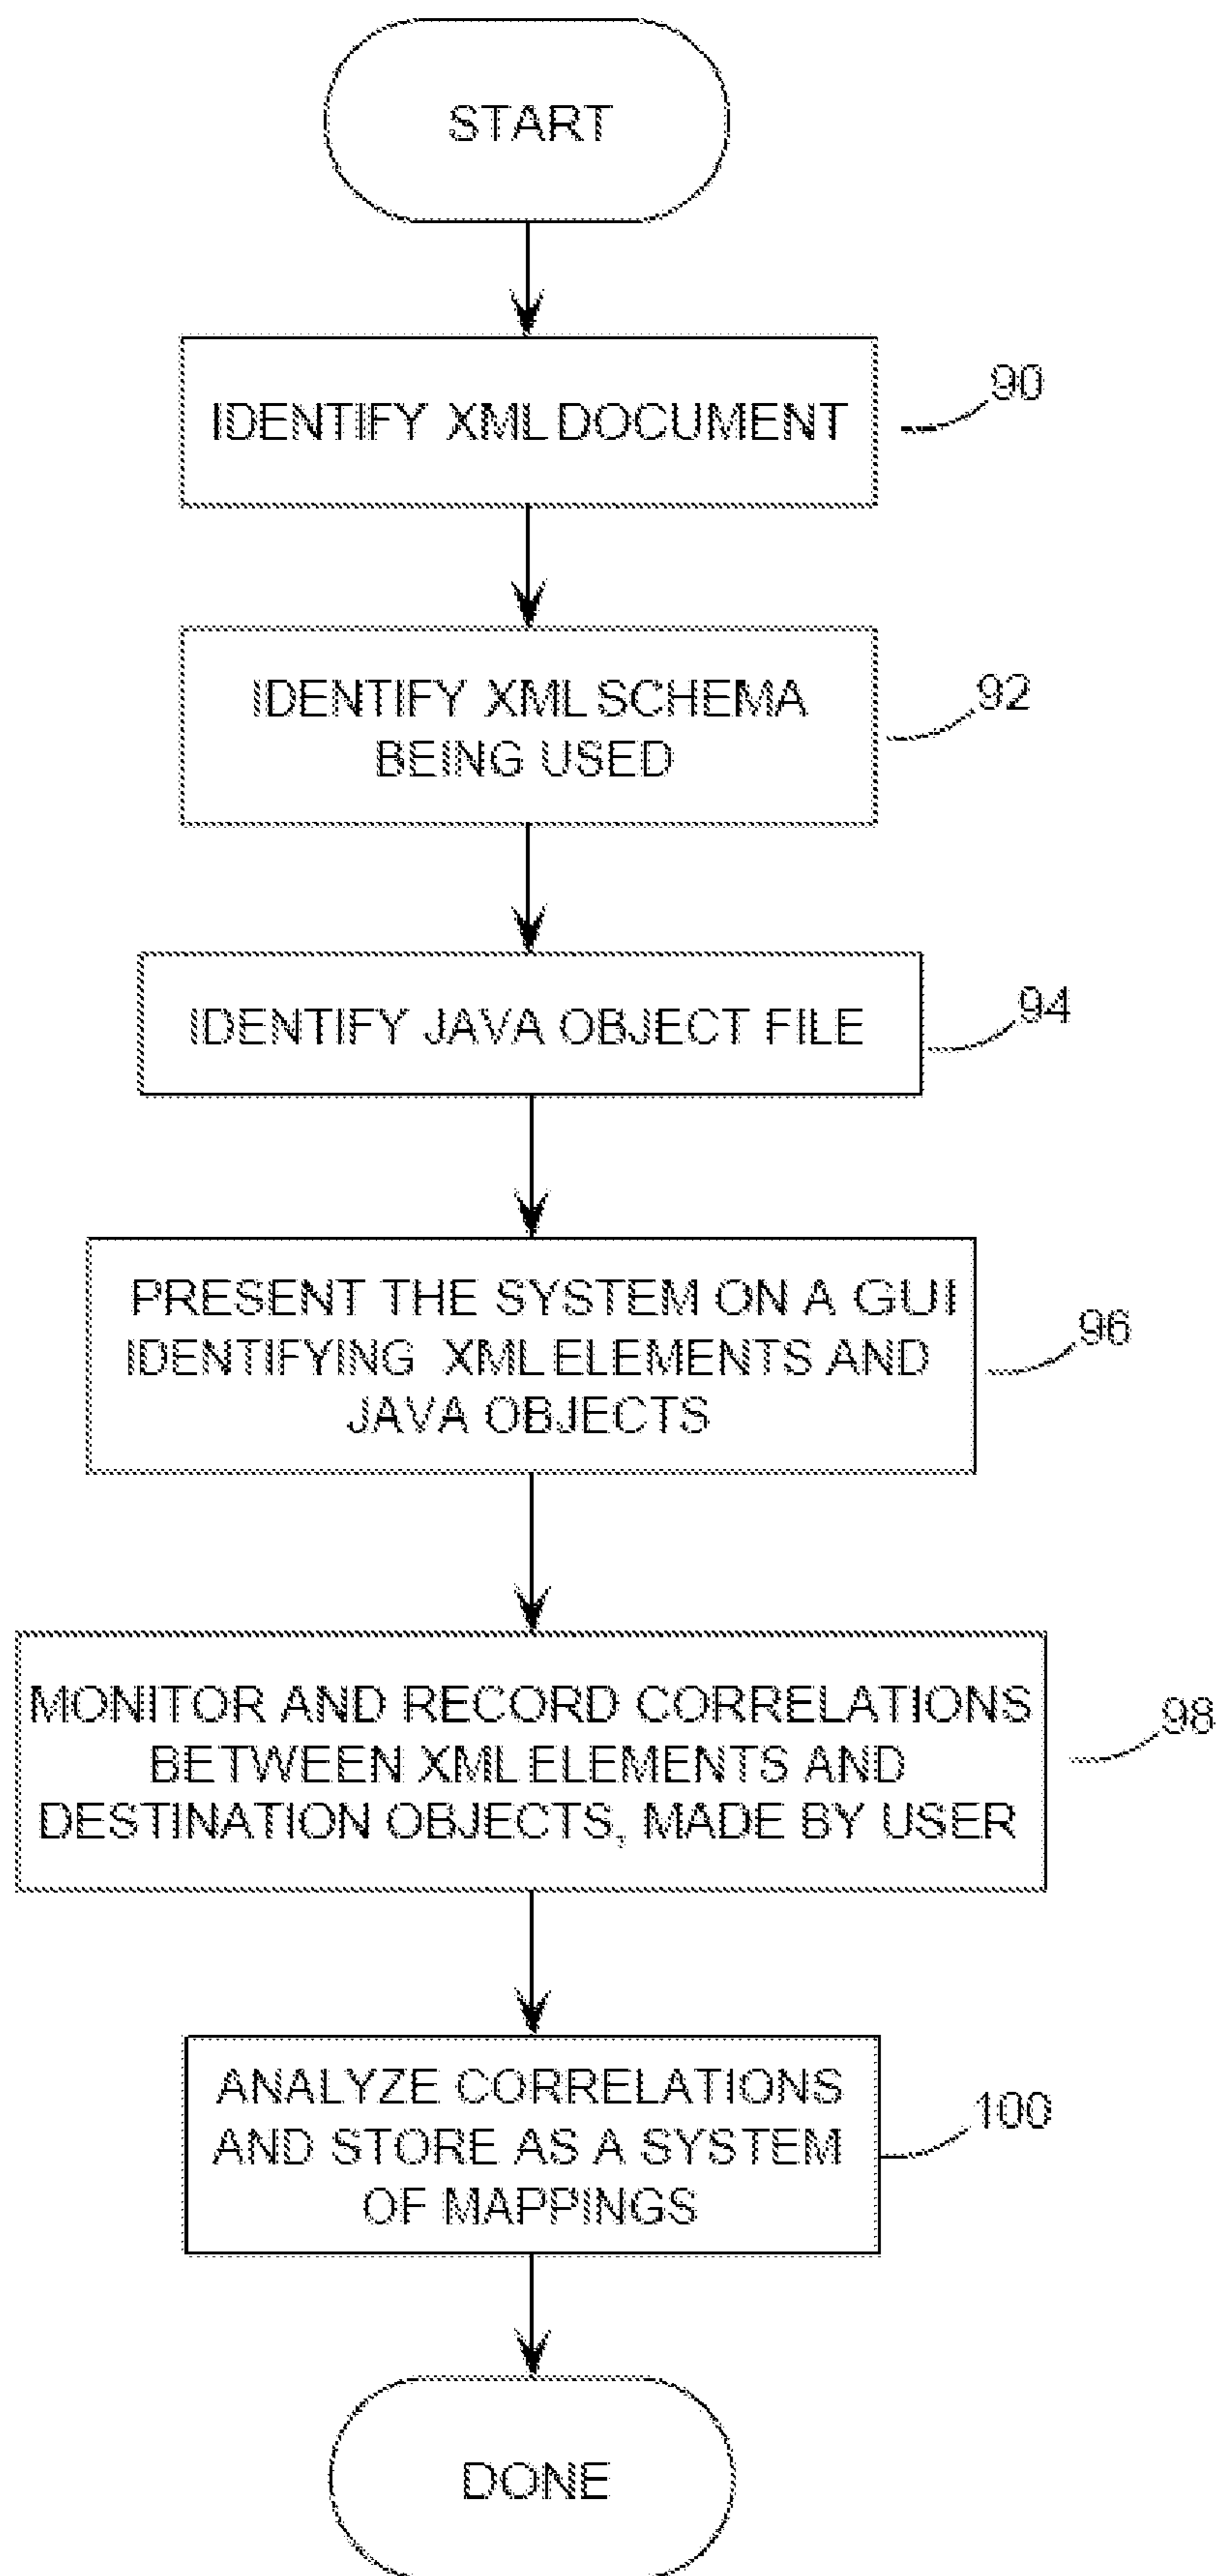 START
IDENTIFY XML DOCUMENT
90
IDENTIFY XML SCHEMA
BEING USED
92
IDENTIFY JAVA OBJECT FILE
94
PRESENT THE SYSTEM ON A GUI
IDENTIFYING XML ELEMENTS AND
JAVA OBJECTS
96
MONITOR AND RECORD CORRELATIONS
BETWEEN XML ELEMENTS AND
DESTINATION OBJECTS, MADE BY USER
98
ANALYZE CORRELATIONS
AND STORE AS A SYSTEM
OF MAPPINGS
100
DONE